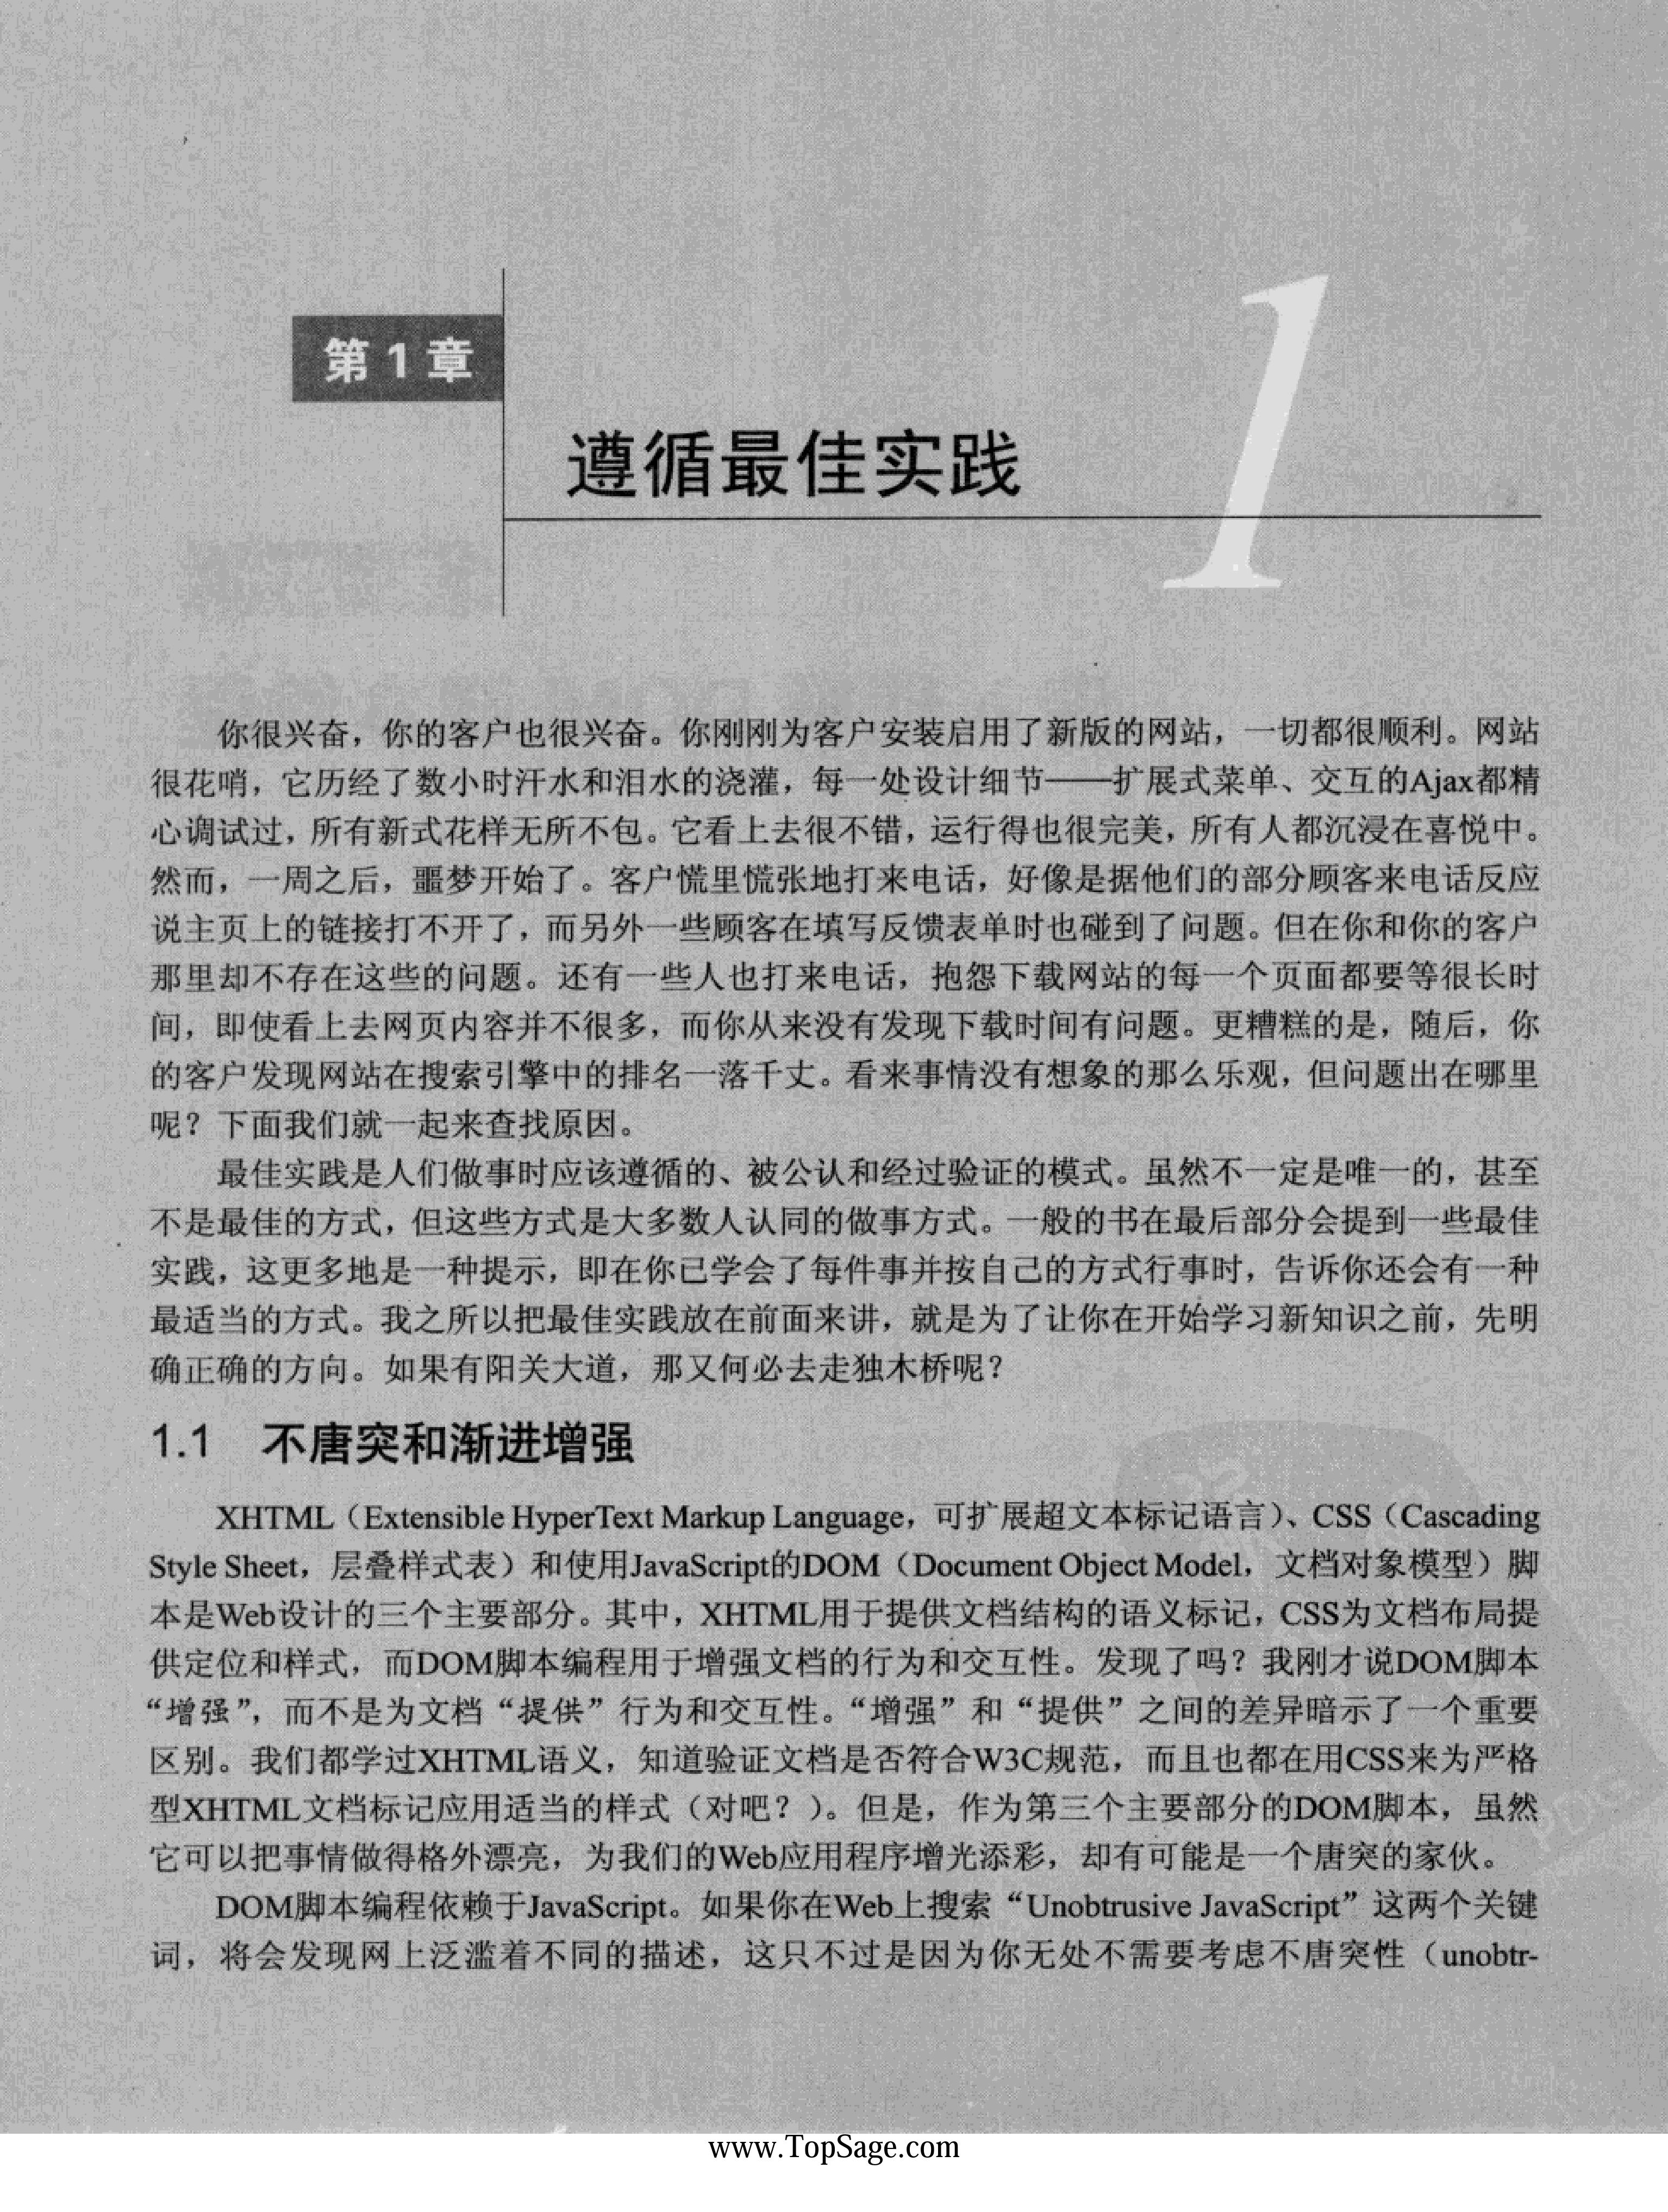 第 1 章
1
遵循最佳实践
你很兴奋，你的客户也很兴奋。你刚刚为客户安装启用了新版的网站，一切都很顺利。网站
很花哨，它历经了数小时汗水和泪水的浇灌，每一处设计细节——扩展式菜单、交互的Ajax都精
心调试过，所有新式花样无所不包。它看上去很不错，运行得也很完美，所有人都沉浸在喜悦中。
然而，一周之后，噩梦开始了。客户慌里慌张地打来电话，好像是据他们的部分顾客来电话反应
说主页上的链接打不开了，而另外一些顾客在填写反馈表单时也碰到了问题。但在你和你的客户
那里却不存在这些的问题。还有一些人也打来电话，抱怨下载网站的每一个页面都要等很长时
间，即使看上去网页内容并不很多，而你从来没有发现下载时间有问题。更糟糕的是，随后，你
的客户发现网站在搜索引擎中的排名一落千丈。看来事情没有想象的那么乐观，但问题出在哪里
呢？下面我们就一起来查找原因。
最佳实践是人们做事时应该遵循的、被公认和经过验证的模式。虽然不一定是唯一的，甚至
不是最佳的方式，但这些方式是大多数人认同的做事方式。一般的书在最后部分会提到一些最佳
实践，这更多地是一种提示，即在你已学会了每件事并按自己的方式行事时，告诉你还会有一种
最适当的方式。我之所以把最佳实践放在前面来讲，就是为了让你在开始学习新知识之前，先明
确正确的方向。如果有阳关大道，那又何必去走独木桥呢？
1.1 不唐突和渐进增强
XHTML（Extensible HyperText Markup Language，可扩展超文本标记语言）、CSS（Cascading
Style Sheet，层叠样式表）和使用JavaScript的DOM（Document Object Model，文档对象模型）脚
本是Web设计的三个主要部分。其中，XHTML用于提供文档结构的语义标记，CSS为文档布局提
供定位和样式，而DOM脚本编程用于增强文档的行为和交互性。发现了吗？我刚才说DOM脚本
“增强”，而不是为文档“提供”行为和交互性。“增强”和“提供”之间的差异暗示了一个重要
区别。我们都学过XHTML语义，知道验证文档是否符合W3C规范，而且也都在用CSS来为严格
型XHTML文档标记应用适当的样式（对吧？）。但是，作为第三个主要部分的DOM脚本，虽然
它可以把事情做得格外漂亮，为我们的Web应用程序增光添彩，却有可能是一个唐突的家伙。
DOM脚本编程依赖于JavaScript。如果你在Web上搜索“Unobtrusive JavaScript”这两个关键
词，将会发现网上泛滥着不同的描述，这只不过是因为你无处不需要考虑不唐突性（unobtr-
www.TopSage.com